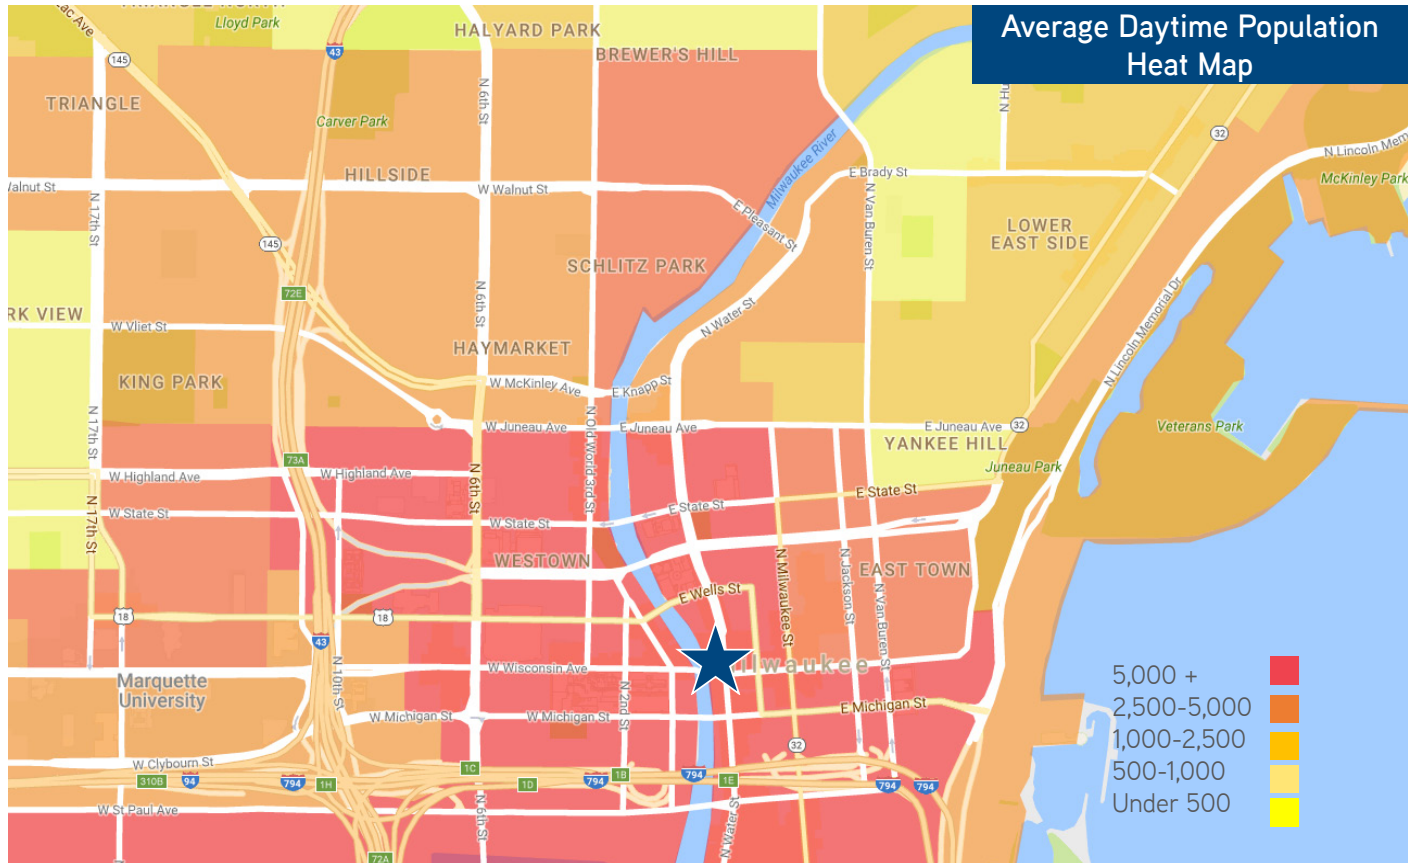 Average Daytime Population
Heat Map
Lloyd Park
HALYARD PARK
BREWER'S HILL
145
43
TRIANGLE
Carver Park
N 6th St
Milwaukee River
32
N Lincoln Mem
McKinley Park
HILLSIDE
E Brady St
Walnut St
W Walnut St
N 17th St
E Pleasant St
N Van Buren St
LOWER
EAST SIDE
145
SCHLITZ PARK
72E
N 6th St
N Lincoln Memorial Dr
RK VIEW
W Vliet St
N Water St
HAYMARKET
KING PARK
W McKinley Ave
E Knapp St
N 17th St
W Juneau Ave
E Juneau Ave
E Juneau Ave
32
Veterans Park
YANKEE HILL
N Old World 3rd St
73A
Juneau Park
W Highland Ave
W Highland Ave
N 6th St
E State St
W State St
N 17th St
W State St
E State St
WESTOWN
EAST TOWN
N Milwaukee St
N Jackson St
N Van Buren St
E Wells St
18
18
43
W Wisconsin Ave
ilwaukee
N 10th St
N 2nd St
Marquette
University
W Michigan St
W Michigan St
E Michigan St
32
W Clybourn St
310B
94
794
1H
1C
1D
794
1B
794
1E
794
794
W St Paul Ave
N 6th St
N Water St
72A
5,000 +
2,500-5,000
1,000-2,500
500-1,000
Under 500